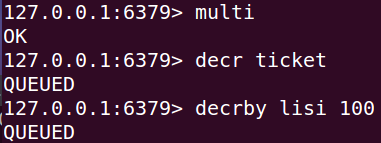 127.0.0.1:6379> multi
OK
127.0.0.1:6379> decr ticket
QUEUED
127.0.0.1:6379> decrby lisi 100
QUEUED